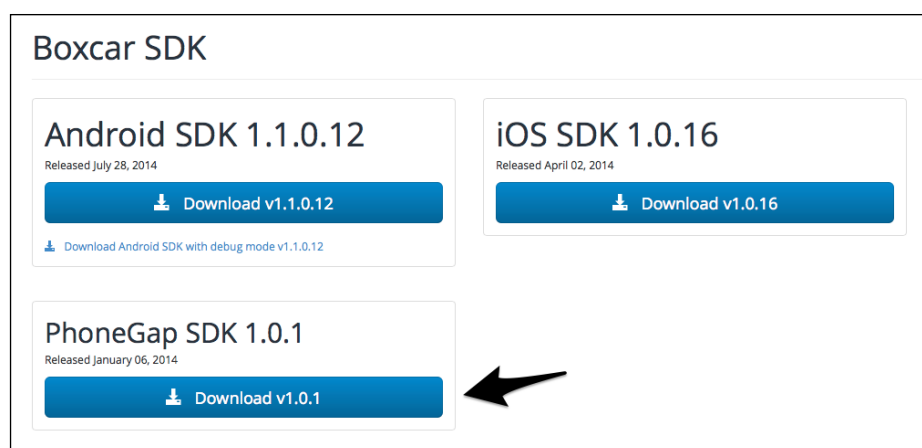 Boxcar SDK
Android SDK 1.1.0.12
Released July 28, 2014
Download v1.1.0.12
Download Android SDK with debug mode v1.1.0.12
iOS SDK 1.0.16
Released April 02, 2014
Download v1.0.16
PhoneGap SDK 1.0.1
Released January 06, 2014
Download v1.0.1